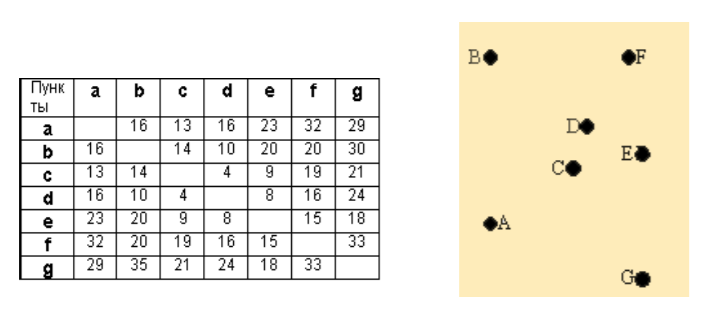 Пунк ты a b c d e f g
a 16 13 16 23 32 29
b 16 14 10 20 20 30
c 13 14 4 9 19 21
d 16 10 4 8 16 24
e 23 20 9 8 15 18
f 32 20 19 16 15 33
g 29 35 21 24 18 33
B F
D
E
C
A
G